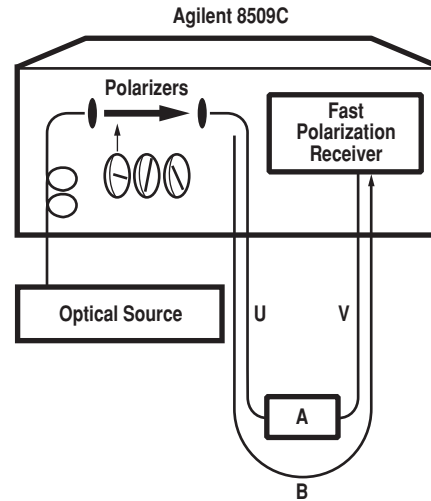 Agilent 8509C
Polarizers
Fast
Polarization
Receiver
Optical Source
U
V
A
B